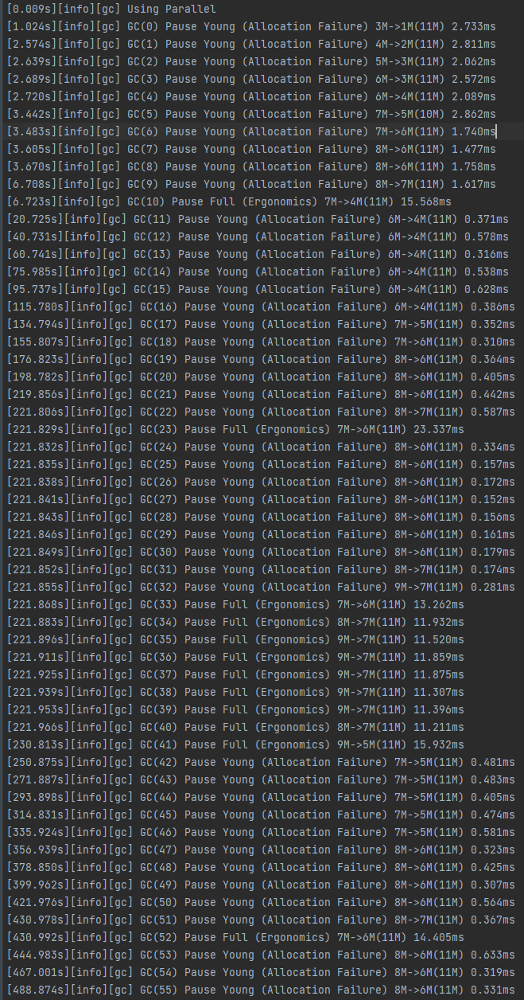 [0.009s][info][gc] Using Parallel
[1.024s][info][gc] GC(0) Pause Young (Allocation Failure) 3M->1M(11M) 2.733ms
[2.574s][info][gc] GC(1) Pause Young (Allocation Failure) 4M->2M(11M) 2.811ms
[2.639s][info][gc] GC(2) Pause Young (Allocation Failure) 5M->3M(11M) 2.062ms
[2.689s][info][gc] GC(3) Pause Young (Allocation Failure) 6M->3M(11M) 2.572ms
[2.720s][info][gc] GC(4) Pause Young (Allocation Failure) 6M->4M(11M) 2.089ms
[3.442s][info][gc] GC(5) Pause Young (Allocation Failure) 7M->5M(10M) 2.862ms
[3.483s][info][gc] GC(6) Pause Young (Allocation Failure) 7M->6M(11M) 1.740ms
[3.605s][info][gc] GC(7) Pause Young (Allocation Failure) 8M->6M(11M) 1.477ms
[3.670s][info][gc] GC(8) Pause Young (Allocation Failure) 8M->6M(11M) 1.758ms
[6.708s][info][gc] GC(9) Pause Young (Allocation Failure) 8M->7M(11M) 1.617ms
[6.723s][info][gc] GC(10) Pause Full (Ergonomics) 7M->4M(11M) 15.568ms
[20.725s][info][gc] GC(11) Pause Young (Allocation Failure) 6M->4M(11M) 0.371ms
[40.731s][info][gc] GC(12) Pause Young (Allocation Failure) 6M->4M(11M) 0.578ms
[60.741s][info][gc] GC(13) Pause Young (Allocation Failure) 6M->4M(11M) 0.316ms
[75.985s][info][gc] GC(14) Pause Young (Allocation Failure) 6M->4M(11M) 0.538ms
[95.737s][info][gc] GC(15) Pause Young (Allocation Failure) 6M->4M(11M) 0.628ms
[115.780s][info][gc] GC(16) Pause Young (Allocation Failure) 6M->4M(11M) 0.386ms
[134.794s][info][gc] GC(17) Pause Young (Allocation Failure) 7M->5M(11M) 0.352ms
[155.807s][info][gc] GC(18) Pause Young (Allocation Failure) 7M->6M(11M) 0.310ms
[176.823s][info][gc] GC(19) Pause Young (Allocation Failure) 8M->6M(11M) 0.364ms
[198.782s][info][gc] GC(20) Pause Young (Allocation Failure) 8M->6M(11M) 0.405ms
[219.856s][info][gc] GC(21) Pause Young (Allocation Failure) 8M->6M(11M) 0.442ms
[221.806s][info][gc] GC(22) Pause Young (Allocation Failure) 8M->7M(11M) 0.587ms
[221.829s][info][gc] GC(23) Pause Full (Ergonomics) 7M->6M(11M) 23.337ms
[221.832s][info][gc] GC(24) Pause Young (Allocation Failure) 8M->6M(11M) 0.334ms
[221.835s][info][gc] GC(25) Pause Young (Allocation Failure) 8M->6M(11M) 0.157ms
[221.838s][info][gc] GC(26) Pause Young (Allocation Failure) 8M->6M(11M) 0.172ms
[221.841s][info][gc] GC(27) Pause Young (Allocation Failure) 8M->6M(11M) 0.152ms
[221.843s][info][gc] GC(28) Pause Young (Allocation Failure) 8M->6M(11M) 0.156ms
[221.846s][info][gc] GC(29) Pause Young (Allocation Failure) 8M->6M(11M) 0.161ms
[221.849s][info][gc] GC(30) Pause Young (Allocation Failure) 8M->6M(11M) 0.179ms
[221.852s][info][gc] GC(31) Pause Young (Allocation Failure) 8M->6M(11M) 0.174ms
[221.855s][info][gc] GC(32) Pause Young (Allocation Failure) 9M->7M(11M) 0.281ms
[221.868s][info][gc] GC(33) Pause Full (Ergonomics) 7M->6M(11M) 13.262ms
[221.883s][info][gc] GC(34) Pause Full (Ergonomics) 8M->7M(11M) 11.932ms
[221.896s][info][gc] GC(35) Pause Full (Ergonomics) 9M->7M(11M) 11.520ms
[221.911s][info][gc] GC(36) Pause Full (Ergonomics) 9M->7M(11M) 11.859ms
[221.925s][info][gc] GC(37) Pause Full (Ergonomics) 9M->7M(11M) 11.875ms
[221.939s][info][gc] GC(38) Pause Full (Ergonomics) 9M->7M(11M) 11.307ms
[221.953s][info][gc] GC(39) Pause Full (Ergonomics) 9M->7M(11M) 11.396ms
[221.966s][info][gc] GC(40) Pause Full (Ergonomics) 8M->7M(11M) 11.211ms
[230.813s][info][gc] GC(41) Pause Full (Ergonomics) 9M->5M(11M) 15.932ms
[250.875s][info][gc] GC(42) Pause Young (Allocation Failure) 7M->5M(11M) 0.481ms
[271.887s][info][gc] GC(43) Pause Young (Allocation Failure) 7M->5M(11M) 0.483ms
[293.898s][info][gc] GC(44) Pause Young (Allocation Failure) 7M->5M(11M) 0.405ms
[314.831s][info][gc] GC(45) Pause Young (Allocation Failure) 7M->5M(11M) 0.474ms
[335.924s][info][gc] GC(46) Pause Young (Allocation Failure) 7M->5M(11M) 0.581ms
[356.939s][info][gc] GC(47) Pause Young (Allocation Failure) 8M->6M(11M) 0.323ms
[378.850s][info][gc] GC(48) Pause Young (Allocation Failure) 8M->6M(11M) 0.425ms
[399.962s][info][gc] GC(49) Pause Young (Allocation Failure) 8M->6M(11M) 0.307ms
[421.976s][info][gc] GC(50) Pause Young (Allocation Failure) 8M->6M(11M) 0.564ms
[430.978s][info][gc] GC(51) Pause Young (Allocation Failure) 8M->7M(11M) 0.367ms
[430.992s][info][gc] GC(52) Pause Full (Ergonomics) 7M->6M(11M) 14.405ms
[444.983s][info][gc] GC(53) Pause Young (Allocation Failure) 8M->6M(11M) 0.633ms
[467.001s][info][gc] GC(54) Pause Young (Allocation Failure) 8M->6M(11M) 0.319ms
[488.874s][info][gc] GC(55) Pause Young (Allocation Failure) 8M->6M(11M) 0.331ms